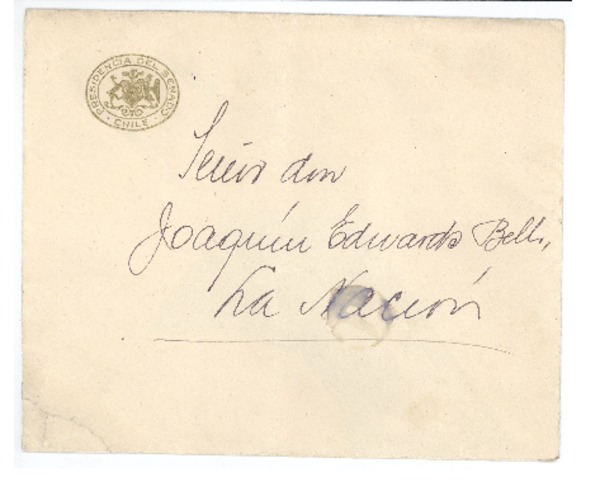 PRESIDENCIA DEL SENADO
· CHILE ·
Señor don
Joaquín Edwards Bello,
La Nación